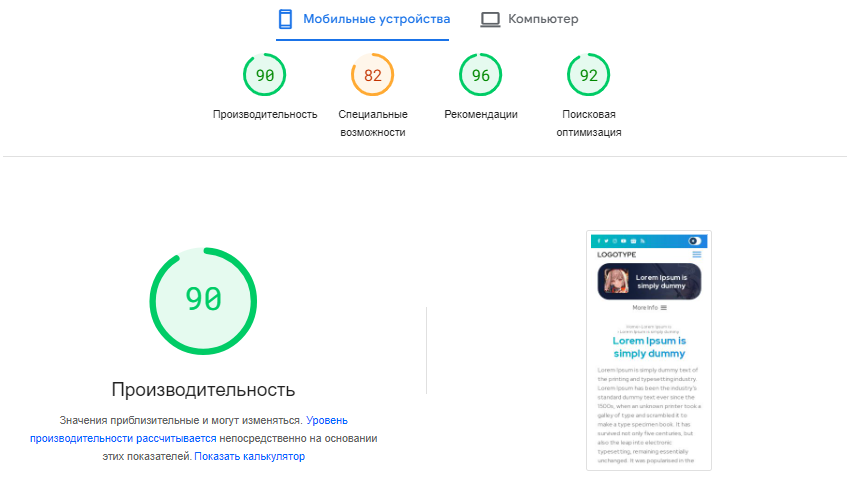 Мобильные устройства
Компьютер
90
82
96
92
Производительность
Специальные
возможности
Рекомендации
Поисковая
оптимизация
90
Производительность
Значения приблизительные и могут изменяться. Уровень
производительности рассчитывается непосредственно на основании
этих показателей. Показать калькулятор
LOGOTYPE
Lorem Ipsum is
simply dummy
More Info
Home Lorem Ipsum is
Lorem Ipsum is simply dummy
Lorem Ipsum is
simply dummy
Lorem Ipsum is simply dummy text of
the printing and typesetting industry.
Lorem Ipsum has been the industry's
standard dummy text ever since the
1500s, when an unknown printer took a
galley of type and scrambled it to
make a type specimen book. It has
survived not only five centuries, but
also the leap into electronic
typesetting, remaining essentially
unchanged. It was popularised in the